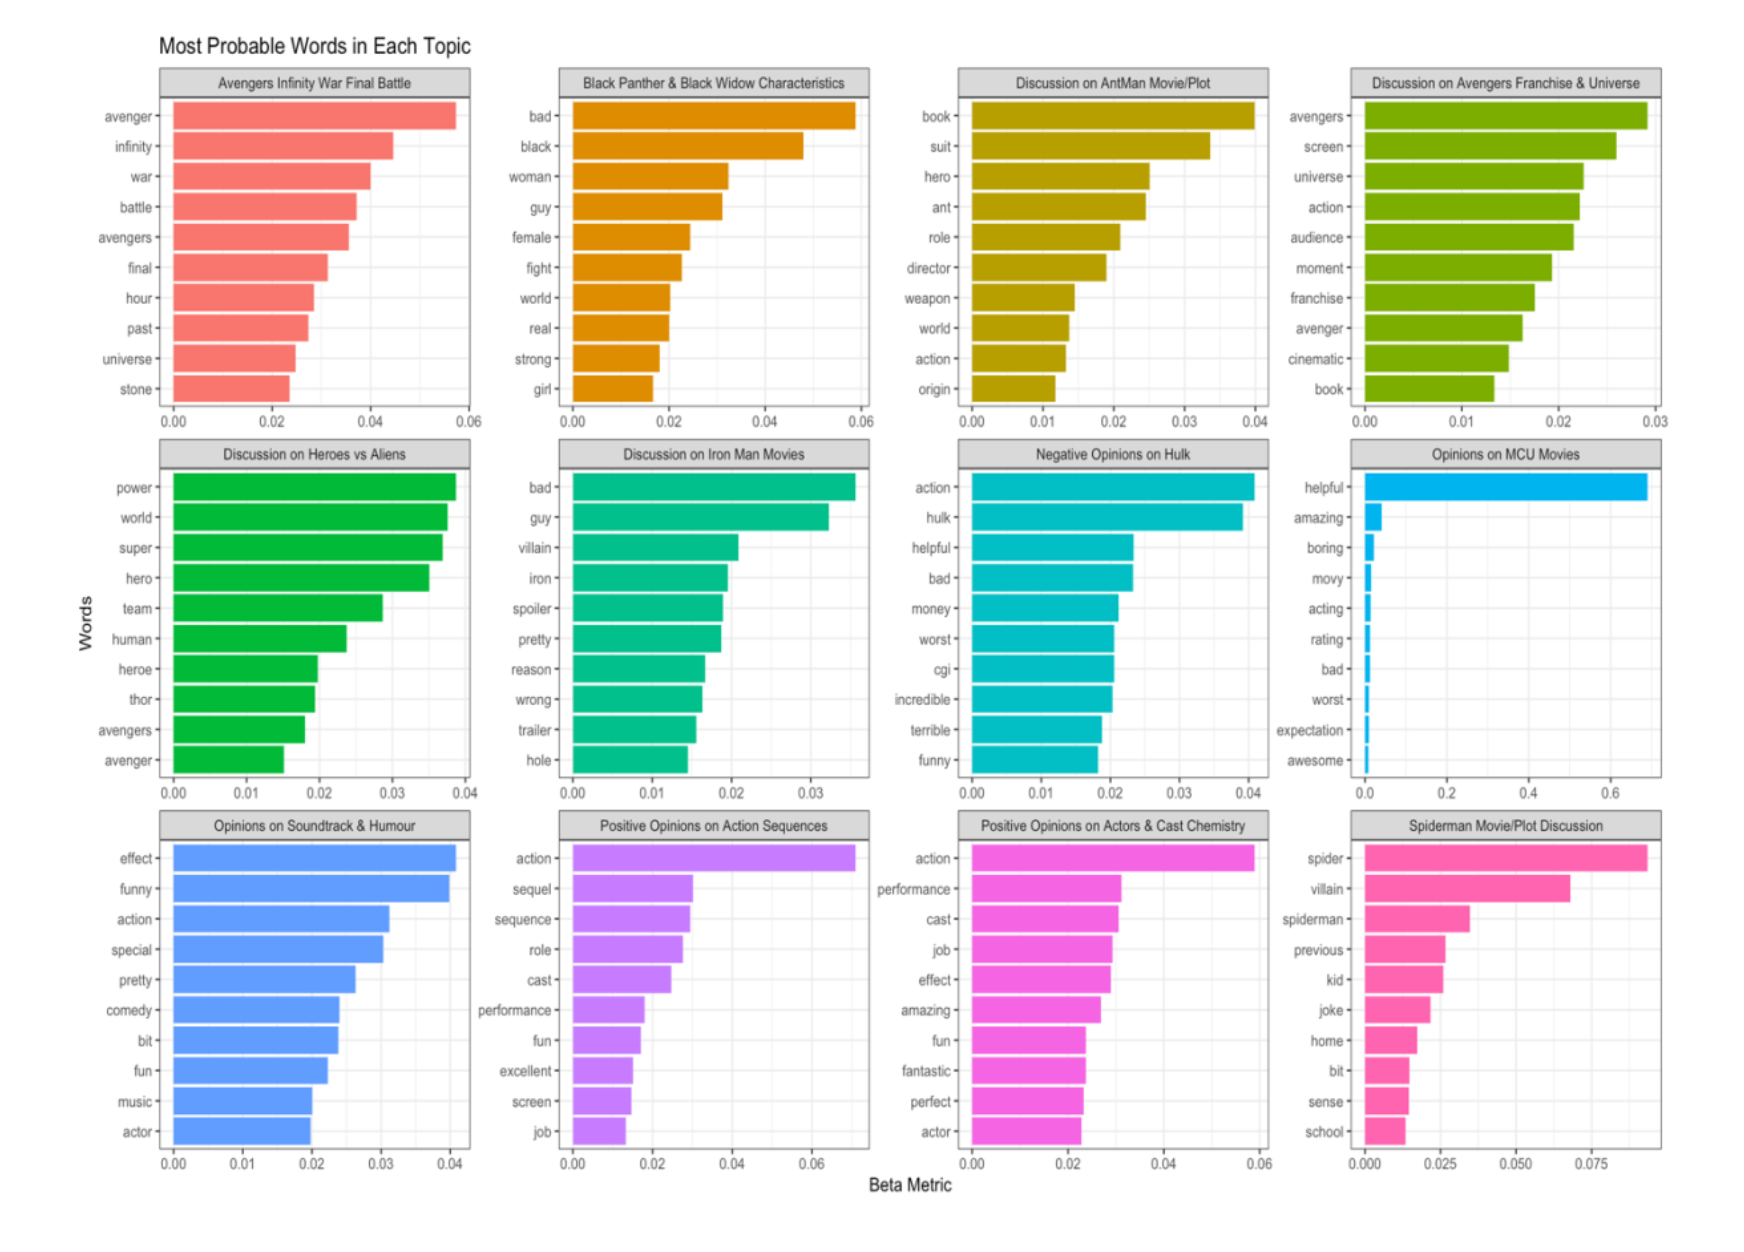 Most Probable Words in Each Topic
Avengers Infinity War Final Battle
avenger
infinity
war
battle
avengers
final
hour
past
universe
stone
0.00 0.02 0.04 0.06
Black Panther & Black Widow Characteristics
bad
black
woman
guy
female
fight
world
real
strong
girl
0.00 0.02 0.04 0.06
Discussion on AntMan Movie/Plot
book
suit
hero
ant
role
director
weapon
world
action
origin
0.00 0.01 0.02 0.03 0.04
Discussion on Avengers Franchise & Universe
avengers
screen
universe
action
audience
moment
franchise
avenger
cinematic
book
0.00 0.01 0.02 0.03
Words
Discussion on Heroes vs Aliens
power
world
super
hero
team
human
heroe
thor
avengers
avenger
0.00 0.01 0.02 0.03 0.04
Discussion on Iron Man Movies
bad
guy
villain
iron
spoiler
pretty
reason
wrong
trailer
hole
0.00 0.01 0.02 0.03
Negative Opinions on Hulk
action
hulk
helpful
bad
money
worst
cgi
incredible
terrible
funny
0.00 0.01 0.02 0.03 0.04
Opinions on MCU Movies
helpful
amazing
boring
movy
acting
rating
bad
worst
expectation
awesome
0.0 0.2 0.4 0.6
Opinions on Soundtrack & Humour
effect
funny
action
special
pretty
comedy
bit
fun
music
actor
0.00 0.01 0.02 0.03 0.04
Positive Opinions on Action Sequences
action
sequel
sequence
role
cast
performance
fun
excellent
screen
job
0.00 0.02 0.04 0.06
Positive Opinions on Actors & Cast Chemistry
action
performance
cast
job
effect
amazing
fun
fantastic
perfect
actor
0.00 0.02 0.04 0.06
Spiderman Movie/Plot Discussion
spider
villain
spiderman
previous
kid
joke
home
bit
sense
school
0.000 0.025 0.050 0.075
Beta Metric